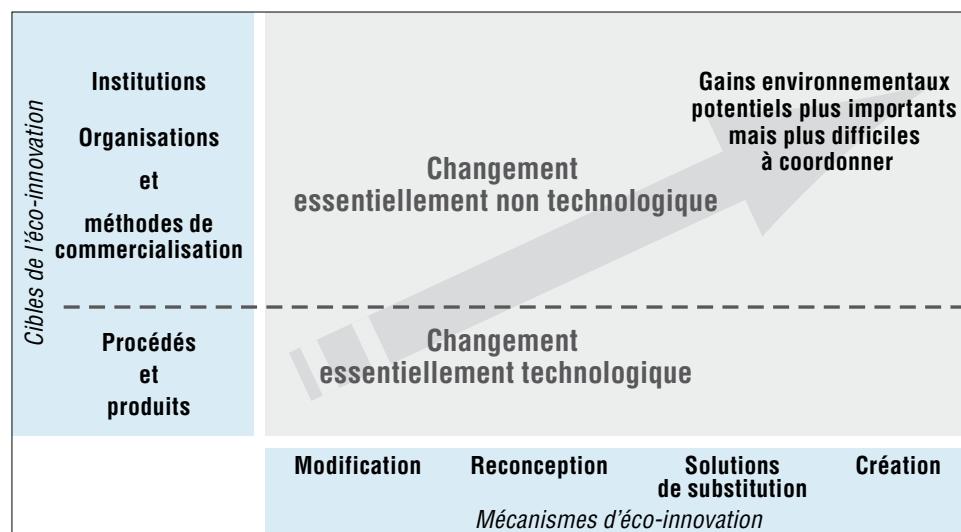 Cibles de l'éco-innovation
Institutions
Organisations
et
méthodes de
commercialisation
Procédés
et
produits
Gains environnementaux
potentiels plus importants
mais plus difficiles
à coordonner
Changement
essentiellement non technologique
Changement
essentiellement technologique
Modification
Reconception
Solutions
de substitution
Création
Mécanismes d'éco-innovation